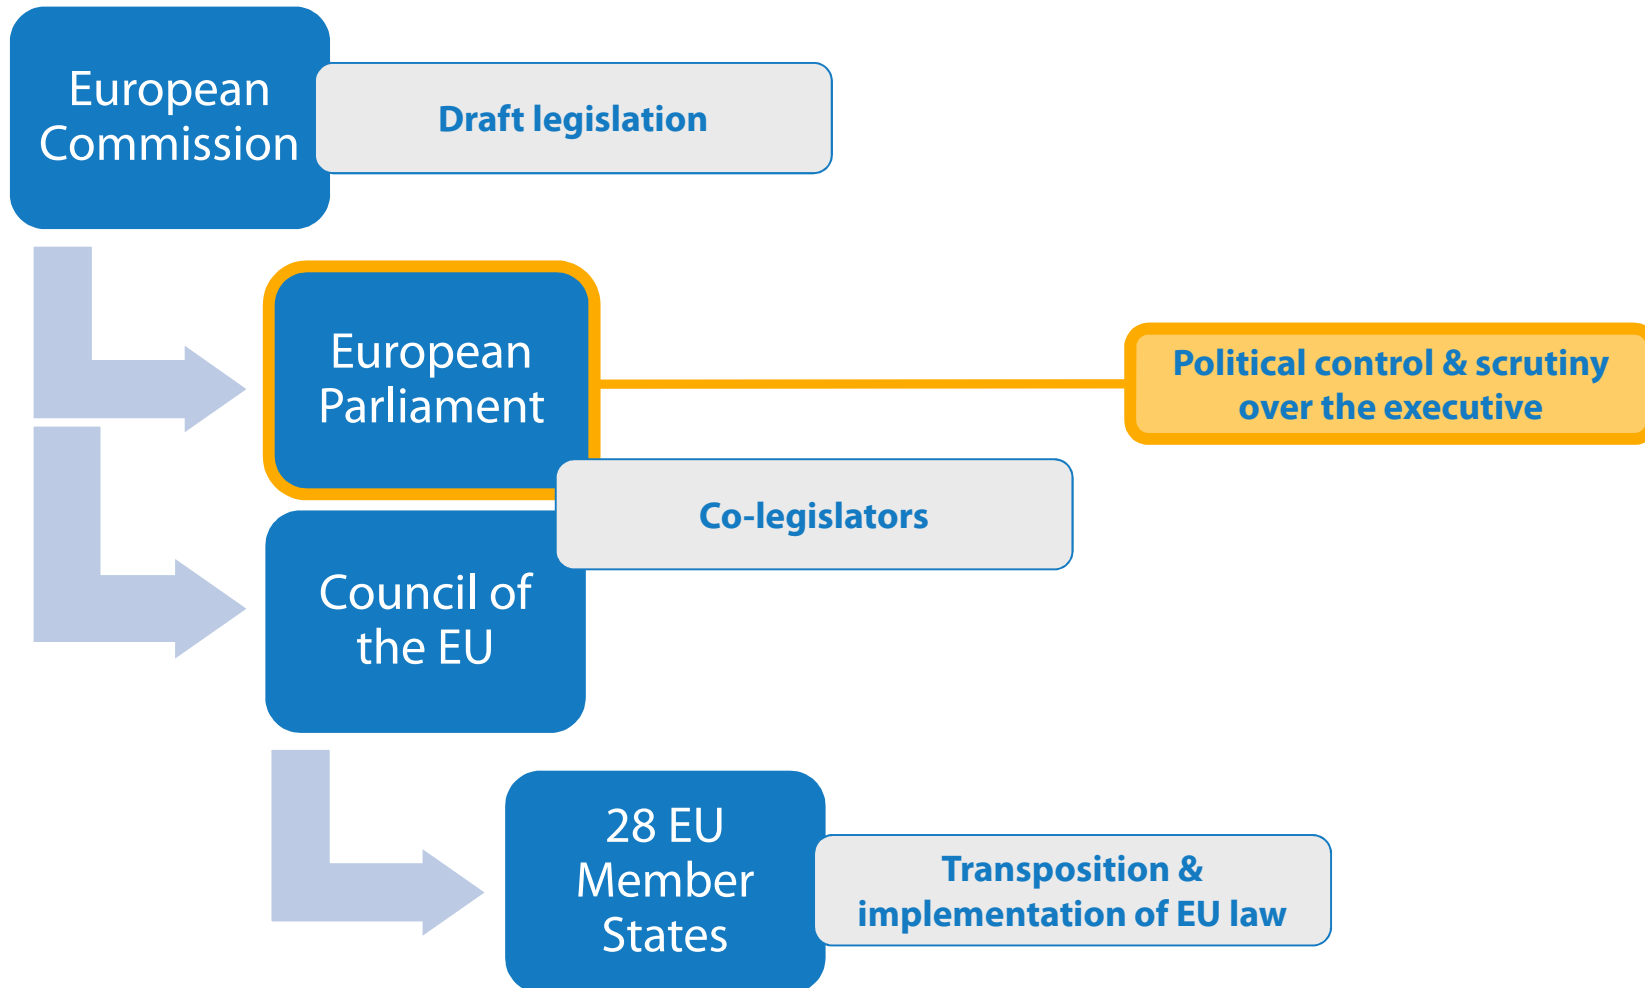 European
Commission
Draft legislation
European
Parliament
Political control & scrutiny
over the executive
Co-legislators
Council of
the EU
28 EU
Member
States
Transposition &
implementation of EU law